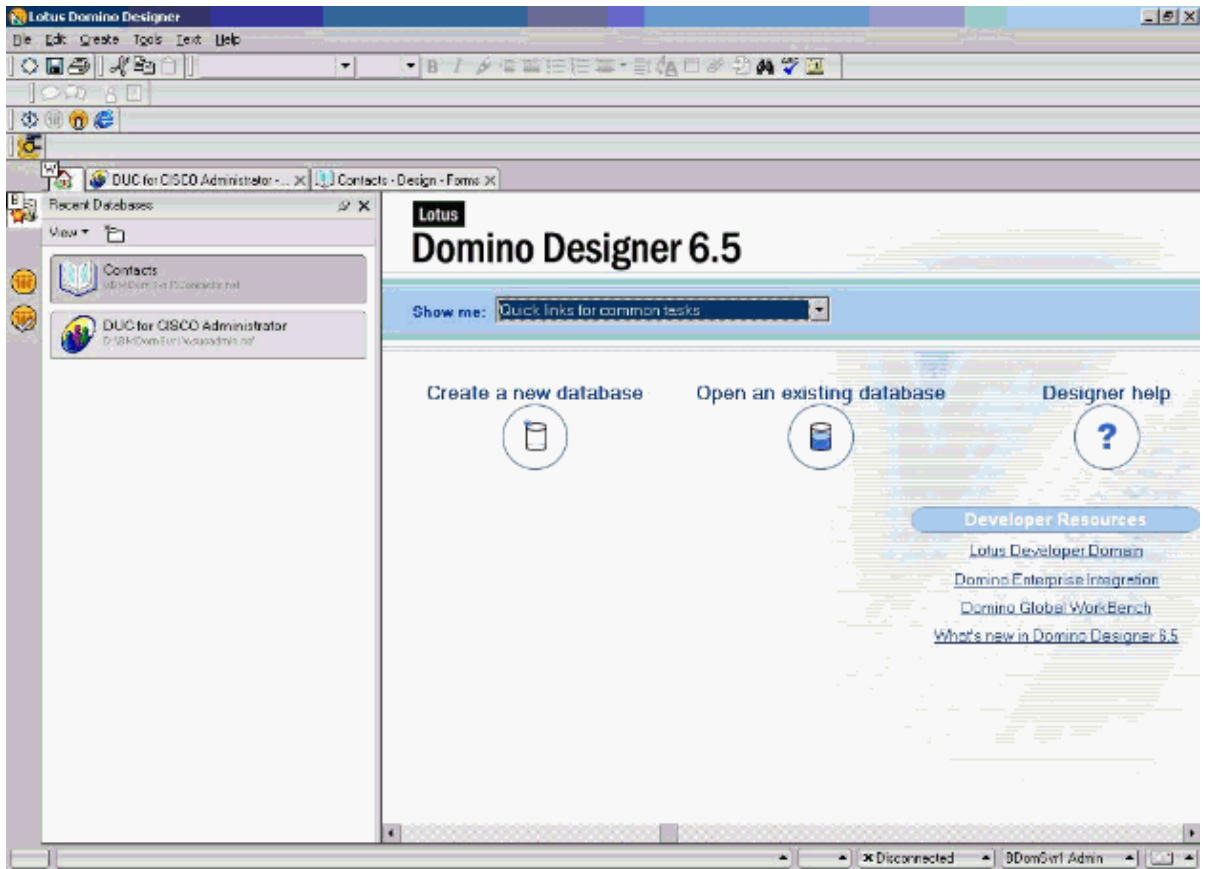 Lotus Domino Designer
File Edit Create Tools Text Help
B I
DUC for CISCO Administrator -... Contacts - Design - Forms
Recent Databases
View
Contacts
DUC for CISCO Administrator
Lotus
Domino Designer 6.5
Show me: Quick links for common tasks
Create a new database Open an existing database Designer help
?
Developer Resources
Lotus Developer Domain
Domino Enterprise Integration
Domino Global WorkBench
What's new in Domino Designer 6.5
Disconnected BDomSvr1 Admin